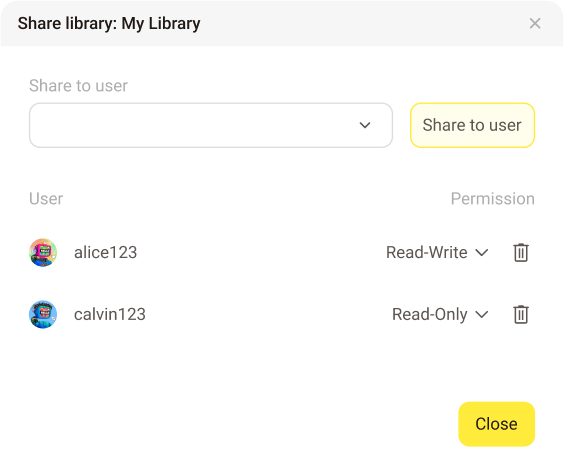 Share library: My Library
Share to user
Share to user
User Permission
alice123 Read-Write
calvin123 Read-Only
Close